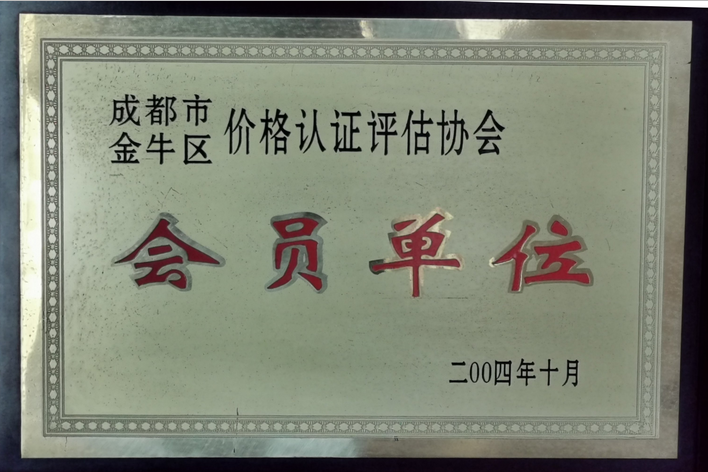 成都市
金牛区
价格认证评估协会
会员单位
二00四年十月